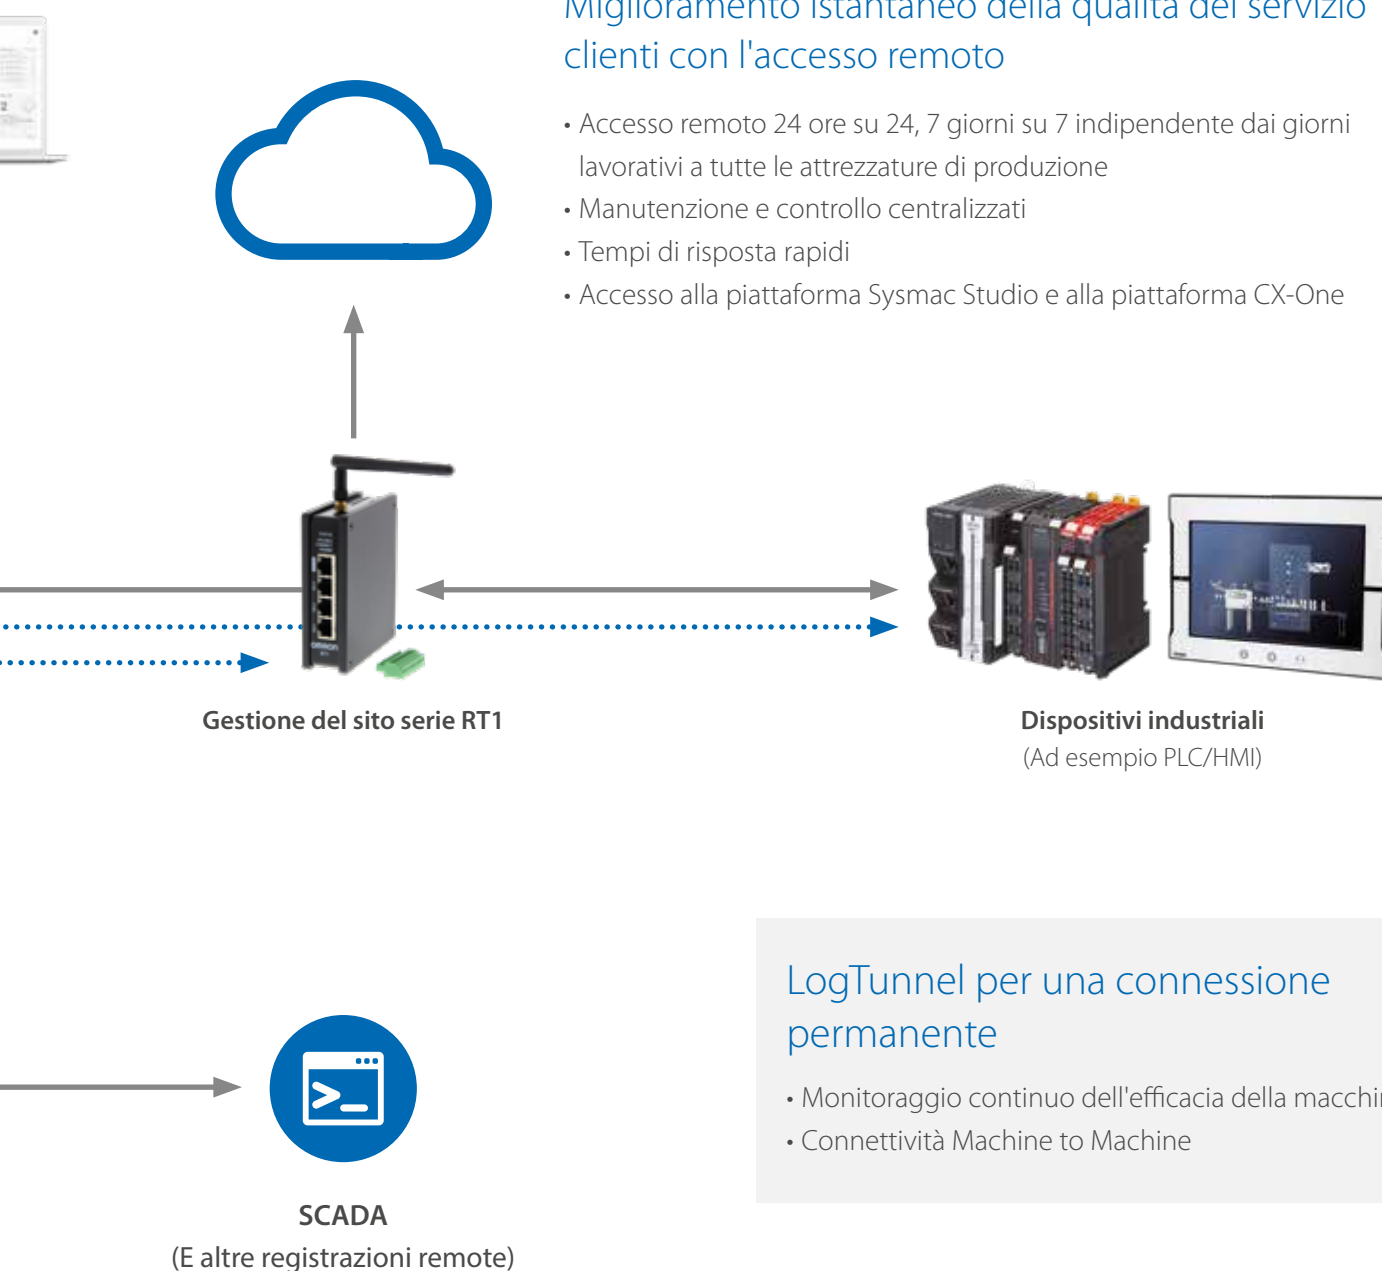 Miglioramento istantaneo della qualità del servizio
clienti con l'accesso remoto
• Accesso remoto 24 ore su 24, 7 giorni su 7 indipendente dai giorni
lavorativi a tutte le attrezzature di produzione
• Manutenzione e controllo centralizzati
• Tempi di risposta rapidi
• Accesso alla piattaforma Sysmac Studio e alla piattaforma CX-One
omron
Gestione del sito serie RT1
Dispositivi industriali
(Ad esempio PLC/HMI)
LogTunnel per una connessione
permanente
• Monitoraggio continuo dell'efficacia della
• Connettività Machine to Machine
SCADA
(E altre registrazioni remote)